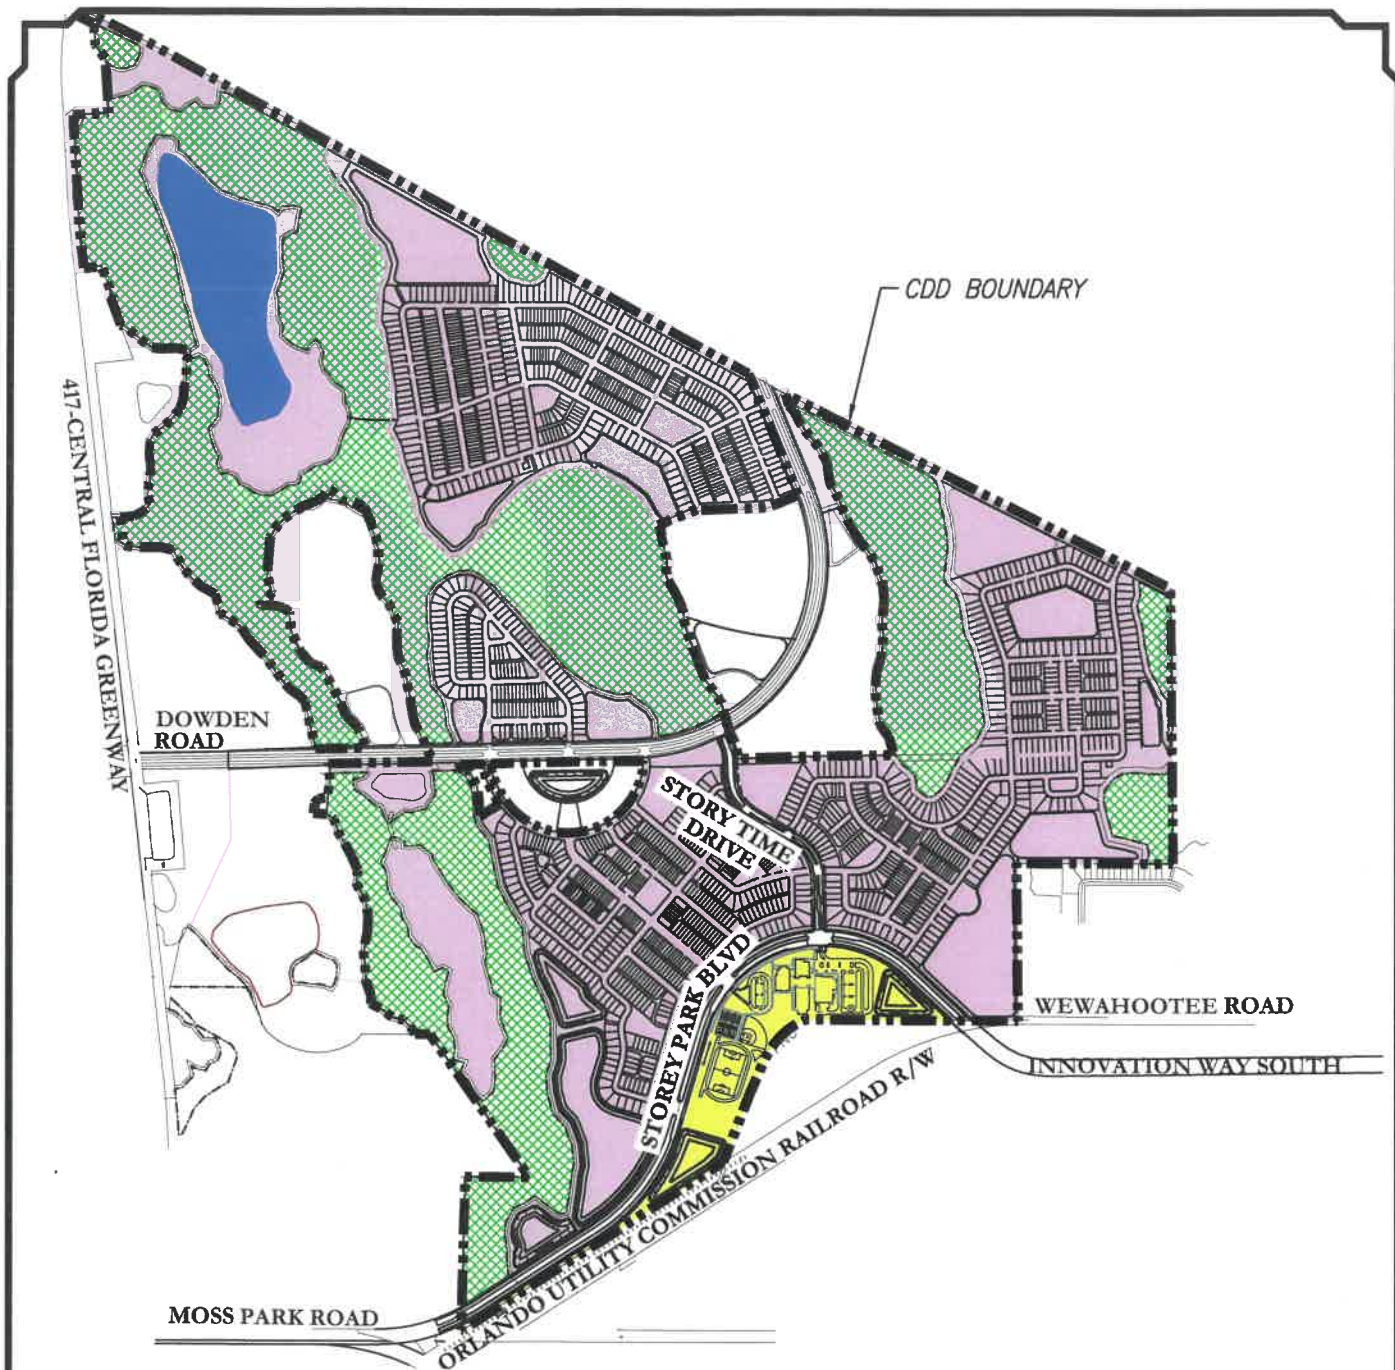 CDD BOUNDARY
417-CENTRAL FLORIDA GREENWAY
DOWDEN
ROAD
STORY TIME
DRIVE
STOREY PARK BLVD
WEWAHOOTEE ROAD
INNOVATION WAY SOUTH
ORLANDO UTILITY COMMISSION RAILROAD R/W
MOSS PARK ROAD